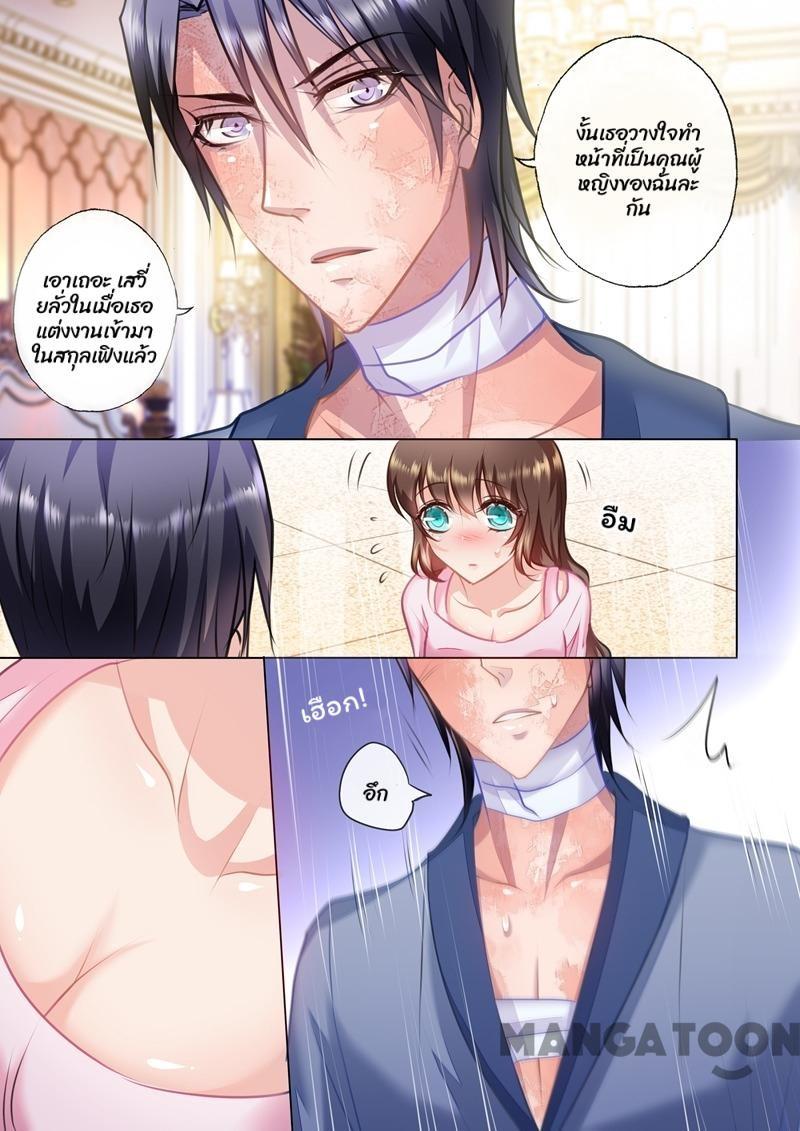 เอาเถอะ เสวี่
ยลั่วในเมื่อเธอ
แต่งงานเข้ามา
ในสกุลเฟิงแล้ว
งั้นเธอวางใจทำ
หน้าที่เป็นคุณผู้
หญิงของฉันละ
กัน
อืม
เฮือก!
อึก
MANGATOON